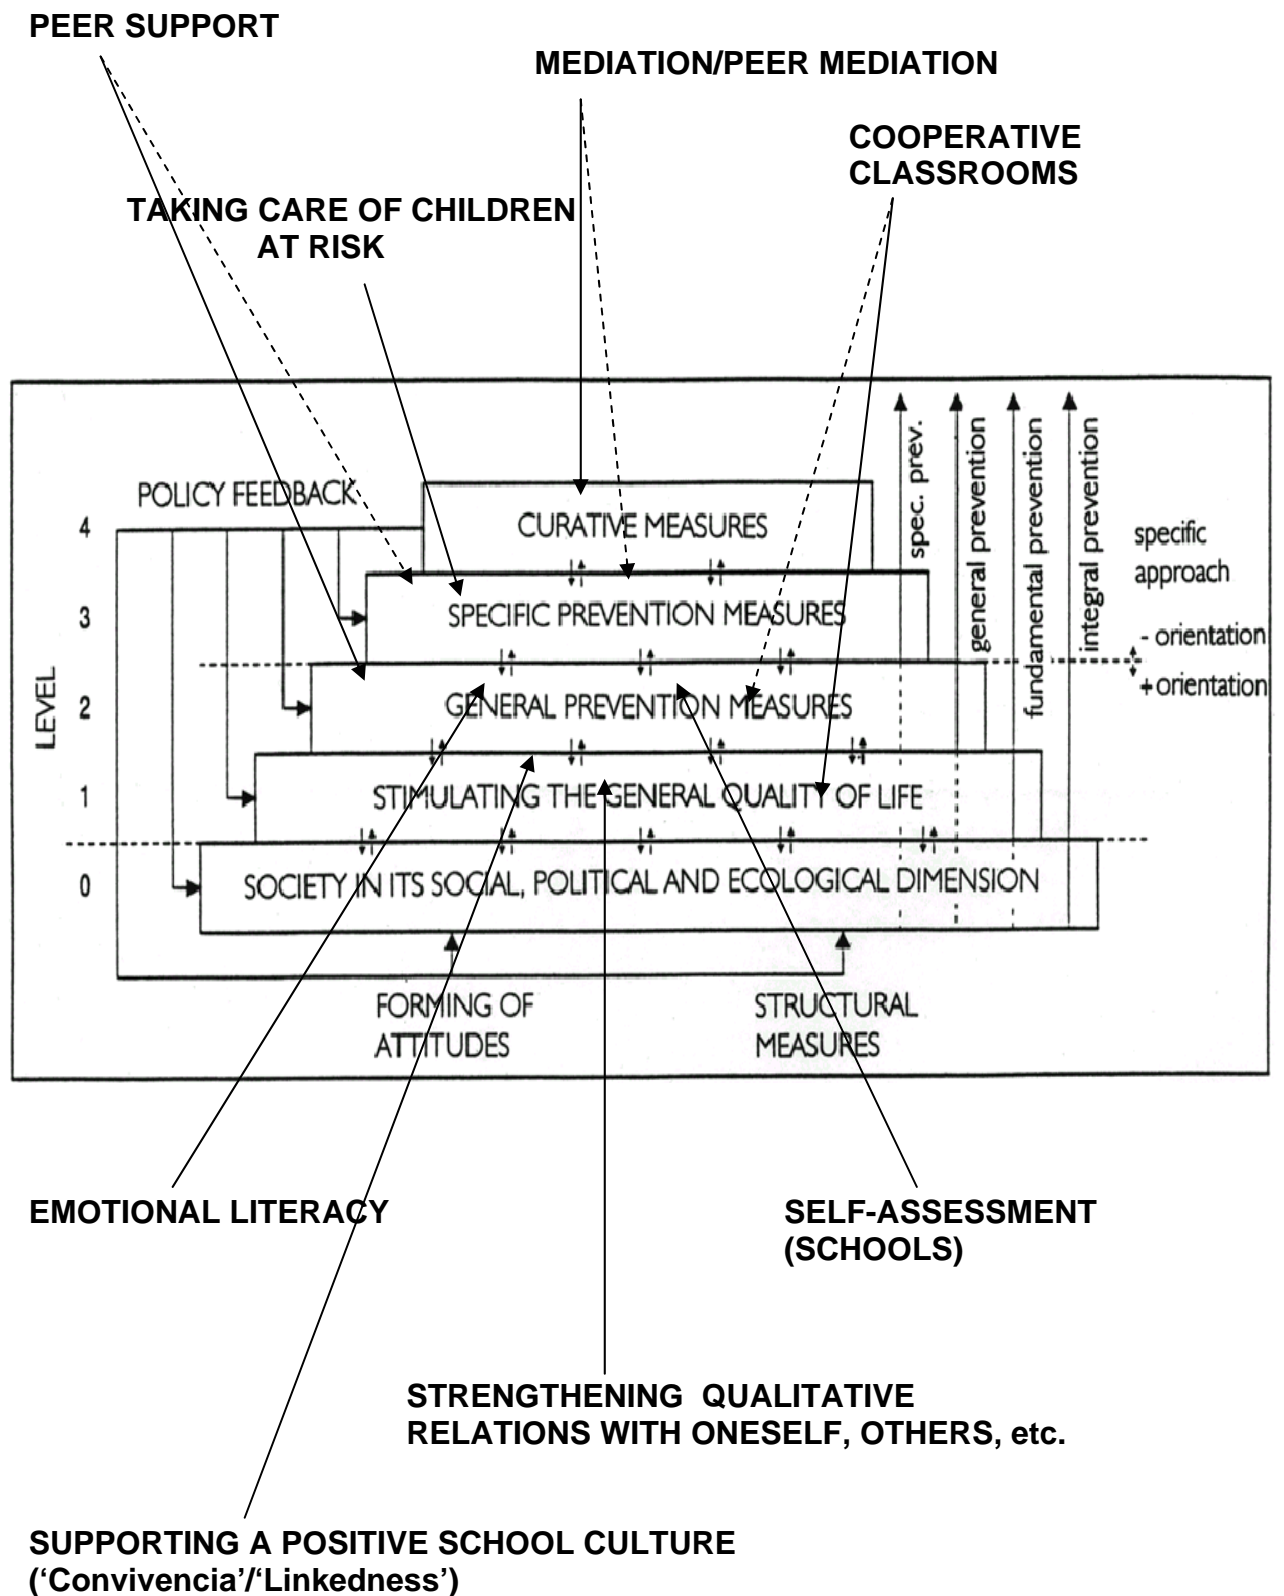 PEER SUPPORT
MEDIATION/PEER MEDIATION
COOPERATIVE
CLASSROOMS
TAKING CARE OF CHILDREN
AT RISK
POLICY FEEDBACK
LEVEL
4
CURATIVE MEASURES
3
SPECIFIC PREVENTION MEASURES
2
GENERAL PREVENTION MEASURES
1
STIMULATING THE GENERAL QUALITY OF LIFE
0
SOCIETY IN ITS SOCIAL, POLITICAL AND ECOLOGICAL DIMENSION
spec. prev.
general prevention
fundamental prevention
integral prevention
specific
approach
- orientation
+ orientation
FORMING OF
ATTITUDES
STRUCTURAL
MEASURES
EMOTIONAL LITERACY
SELF-ASSESSMENT
(SCHOOLS)
STRENGTHENING QUALITATIVE
RELATIONS WITH ONESELF, OTHERS, etc.
SUPPORTING A POSITIVE SCHOOL CULTURE
(‘Convivencia’/‘Linkedness’)